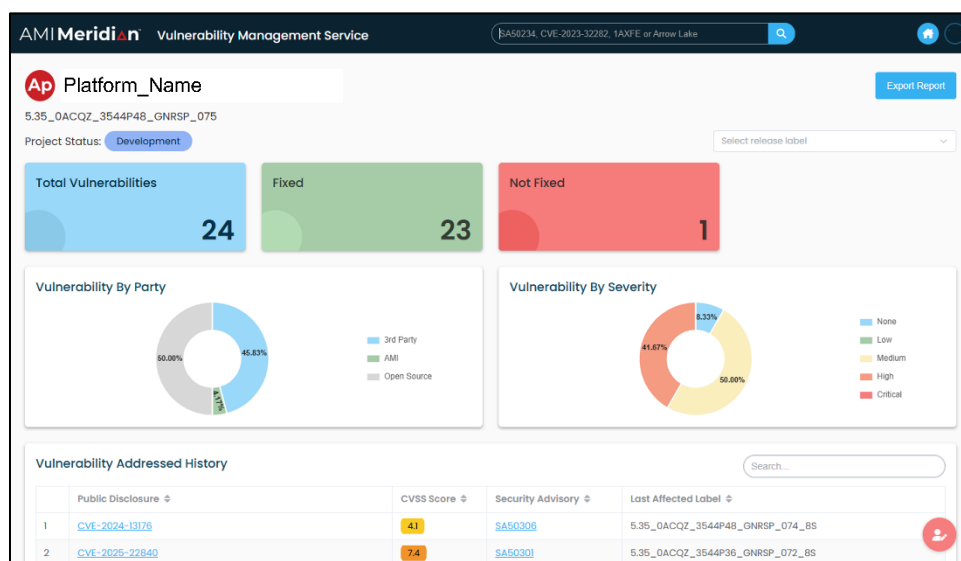 AMI Meridian Vulnerability Management Service
SA50234, CVE-2023-32282, 1AXFE or Arrow Lake
Ap Platform_Name
Export Report
5.35_0ACQZ_3544P48_GNRSP_075
Project Status: Development
Select release label
Total Vulnerabilities
24
Fixed
23
Not Fixed
1
Vulnerability By Party
50.00%
45.83%
4.17%
3rd Party
AMI
Open Source
Vulnerability By Severity
8.33%
41.67%
50.00%
None
Low
Medium
High
Critical
Vulnerability Addressed History
Search...
Public Disclosure CVSS Score Security Advisory Last Affected Label
1 CVE-2024-13176 4.1 SA50306 5.35_0ACQZ_3544P48_GNRSP_074_BS
2 CVE-2025-22840 7.4 SA50301 5.35_0ACQZ_3544P36_GNRSP_072_BS